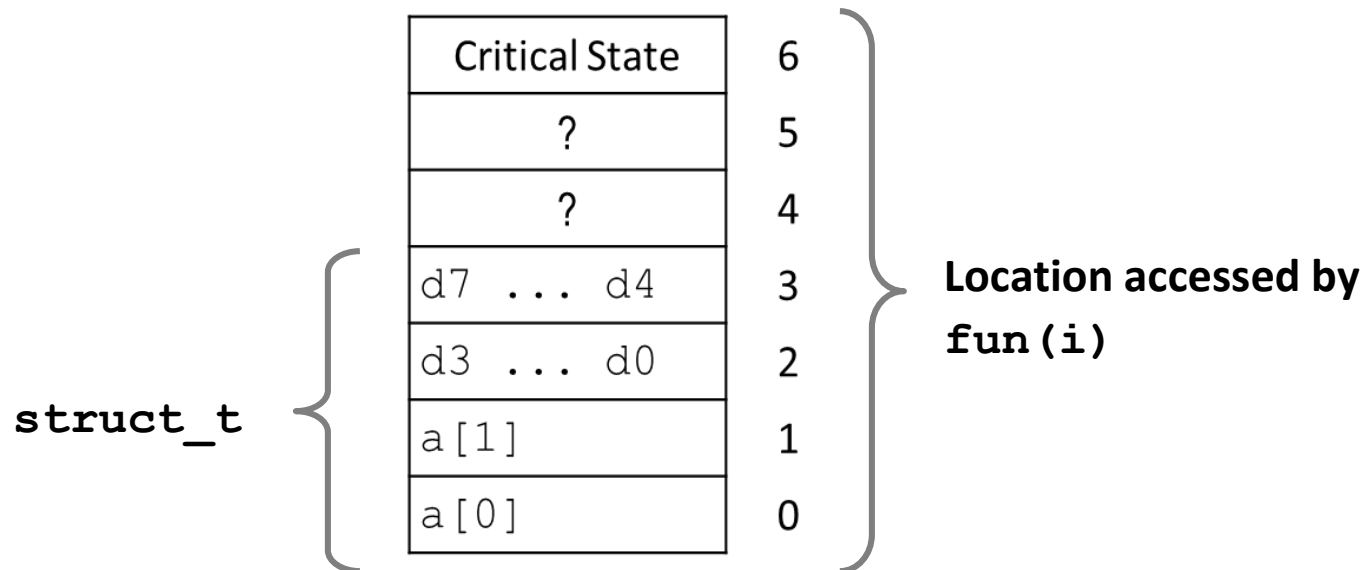 Critical State 6
? 5
? 4
d7 ... d4 3
d3 ... d0 2
a[1] 1
a[0] 0
struct_t
Location accessed by
fun(i)